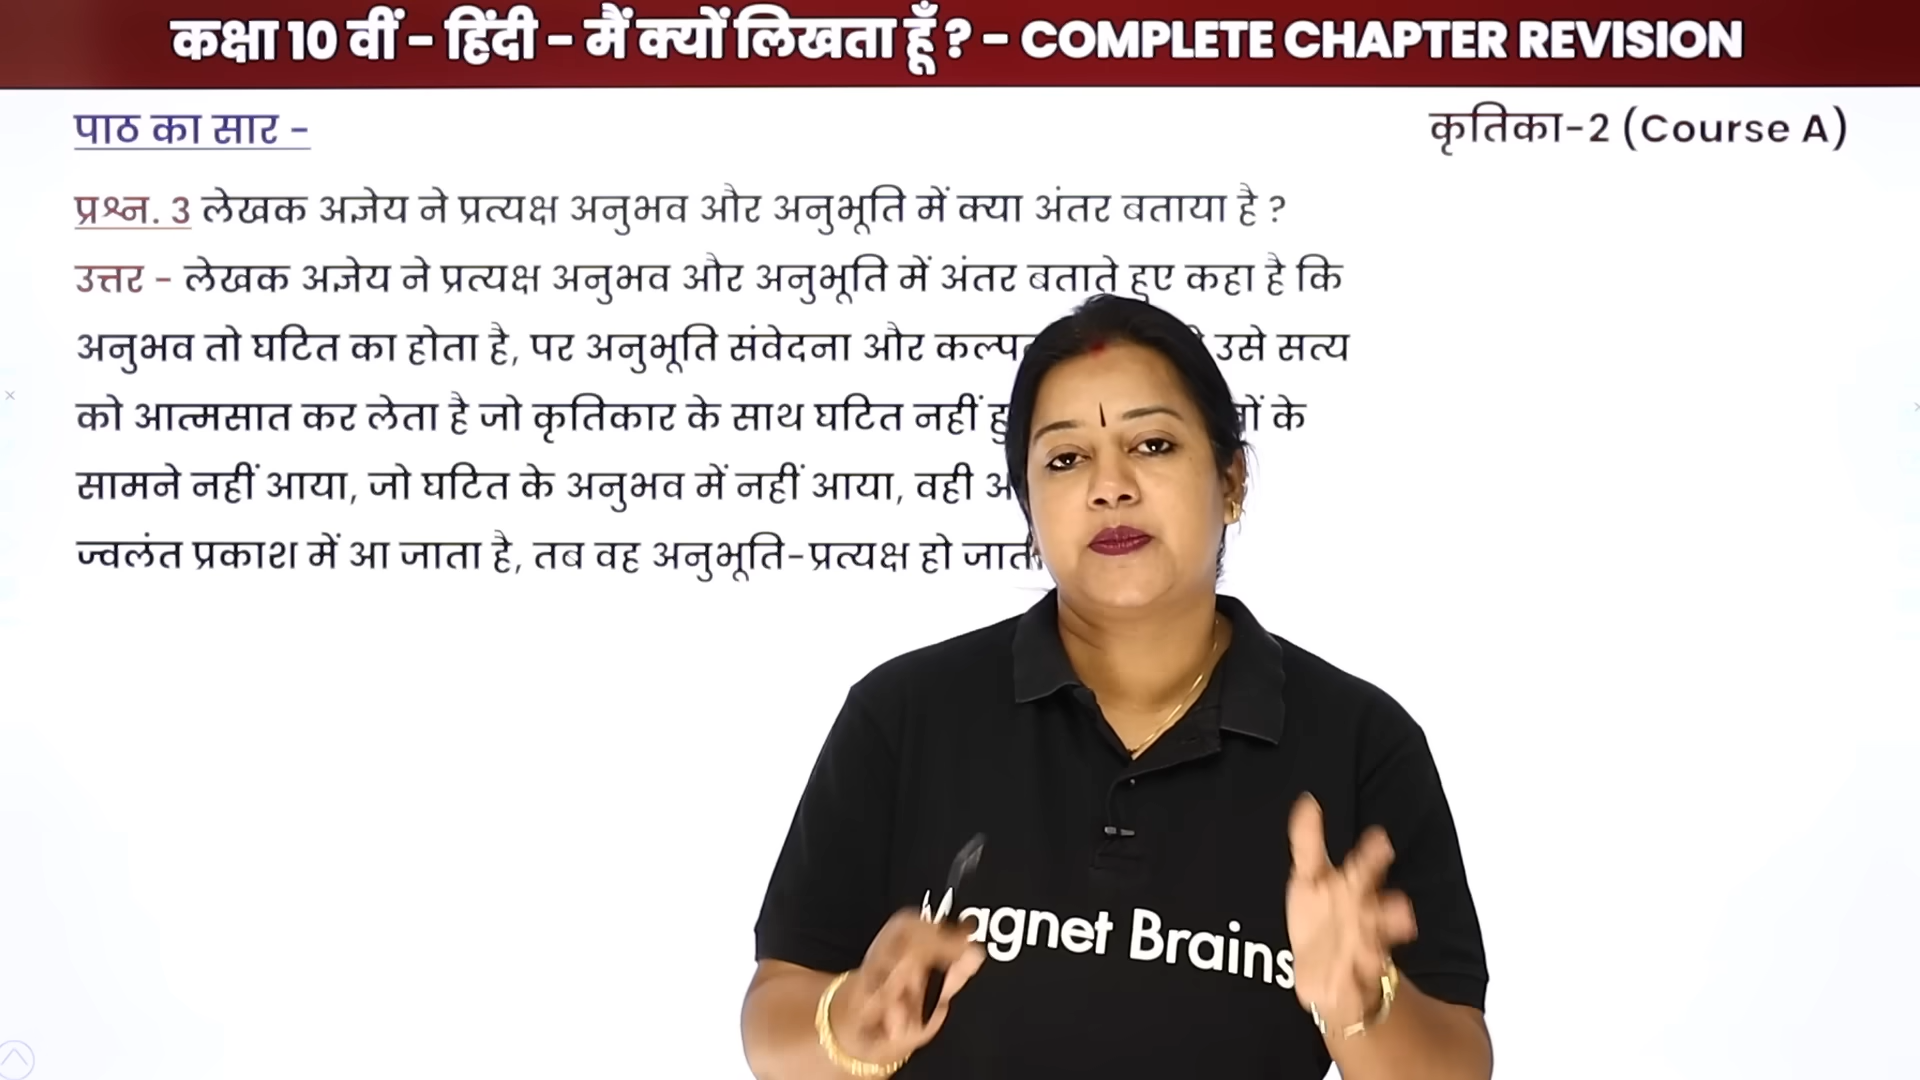 कक्षा 10 वीं – हिंदी – मैं क्यों लिखता हूँ ? – COMPLETE CHAPTER REVISION
पाठ का सार –
कृतिका-2 (Course A)
प्रश्न. 3 लेखक अज्ञेय ने प्रत्यक्ष अनुभव और अनुभूति में क्या अंतर बताया है ?
उत्तर - लेखक अज्ञेय ने प्रत्यक्ष अनुभव और अनुभूति में अंतर बताते हुए कहा है कि
अनुभव तो घटित का होता है, पर अनुभूति संवेदना और उसे सत्य
को आत्मसात कर लेता है जो कृतिकार के साथ घटित नहीं के
सामने नहीं आया, जो घटित के अनुभव में नहीं आया, वही
ज्वलंत प्रकाश में आ जाता है, तब वह अनुभूति-प्रत्यक्ष हो
Magnet Brains